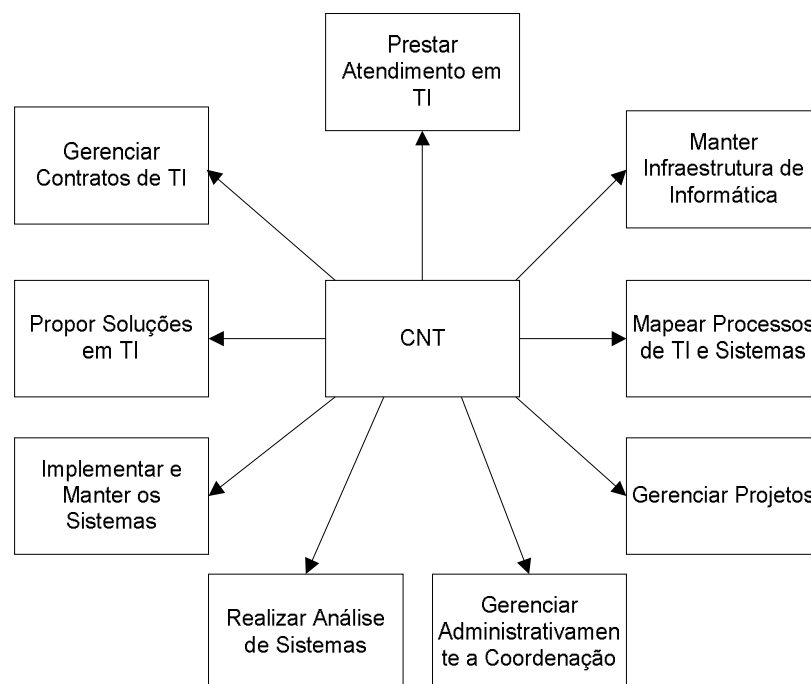 Prestar
Atendimento em
TI
Gerenciar
Contratos de TI
Manter
Infraestrutura de
Informática
Propor Soluções
em TI
CNT
Mapear Processos
de TI e Sistemas
Implementar e
Manter os
Sistemas
Gerenciar Projetos
Realizar Análise
de Sistemas
Gerenciar
Administrativamen
te a Coordenação